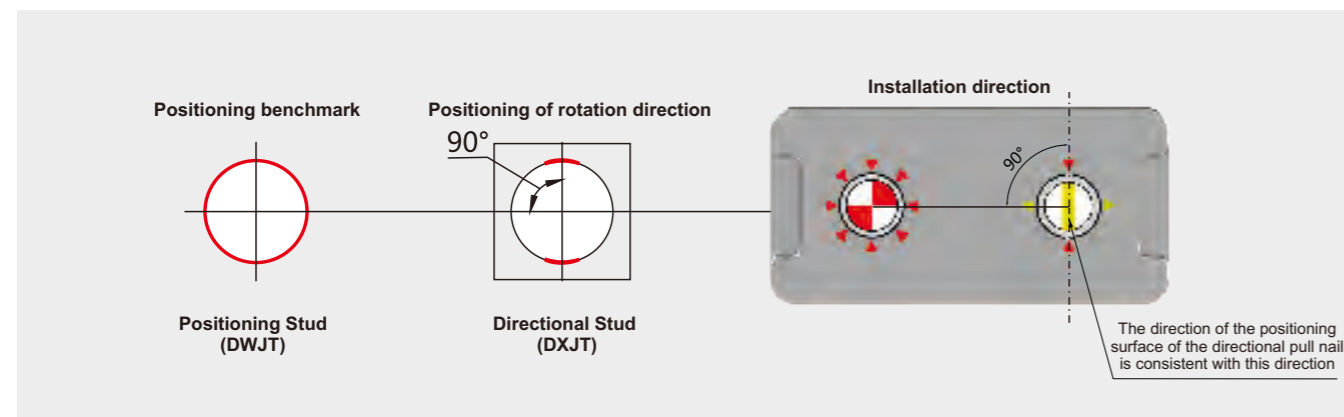 Positioning benchmark
Positioning of rotation direction
Installation direction
90°
90°
Positioning Stud
(DWJT)
Directional Stud
(DXJT)
The direction of the positioning
surface of the directional pull nail
is consistent with this direction